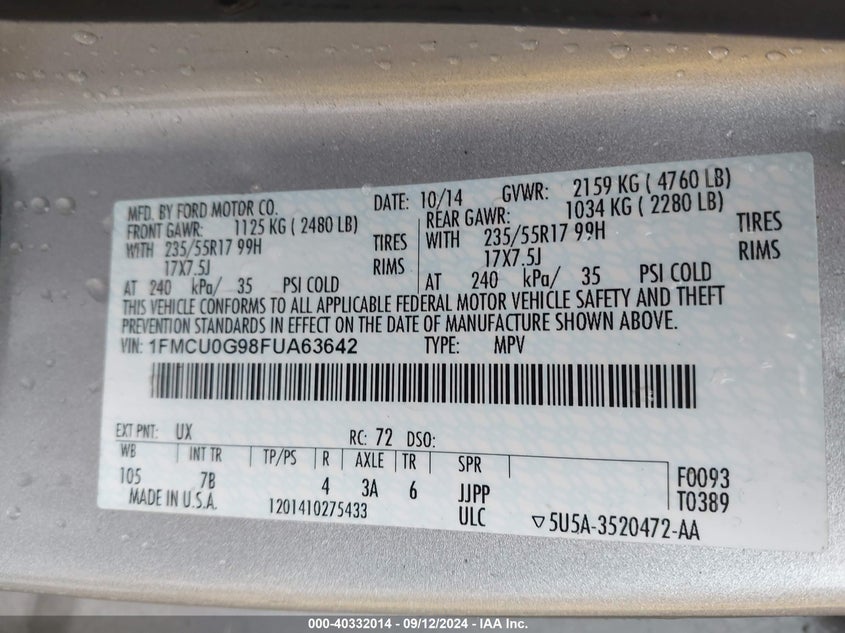 MFD. BY FORD MOTOR CO. DATE: 10/14 GVWR: 2159 KG ( 4760 LB)
FRONT GAWR: 1125 KG ( 2480 LB) REAR GAWR: 1034 KG ( 2280 LB)
WITH 235/55R17 99H TIRES WITH 235/55R17 99H TIRES
17X7.5J RIMS 17X7.5J RIMS
AT 240 kPa/ 35 PSI COLD AT 240 kPa/ 35 PSI COLD
THIS VEHICLE CONFORMS TO ALL APPLICABLE FEDERAL MOTOR VEHICLE SAFETY AND THEFT
PREVENTION STANDARDS IN EFFECT ON THE DATE OF MANUFACTURE SHOWN ABOVE.
VIN: 1FMCU0G98FUA63642 TYPE: MPV
EXT PNT: UX RC: 72 DSO:
WB INT TR TP/PS R AXLE TR SPR
105 7B 4 3A 6 JJPP F0093
MADE IN U.S.A. 1201410275433 ULC T0389
▽5U5A-3520472-AA
000-40332014 - 09/12/2024 - IAA Inc.